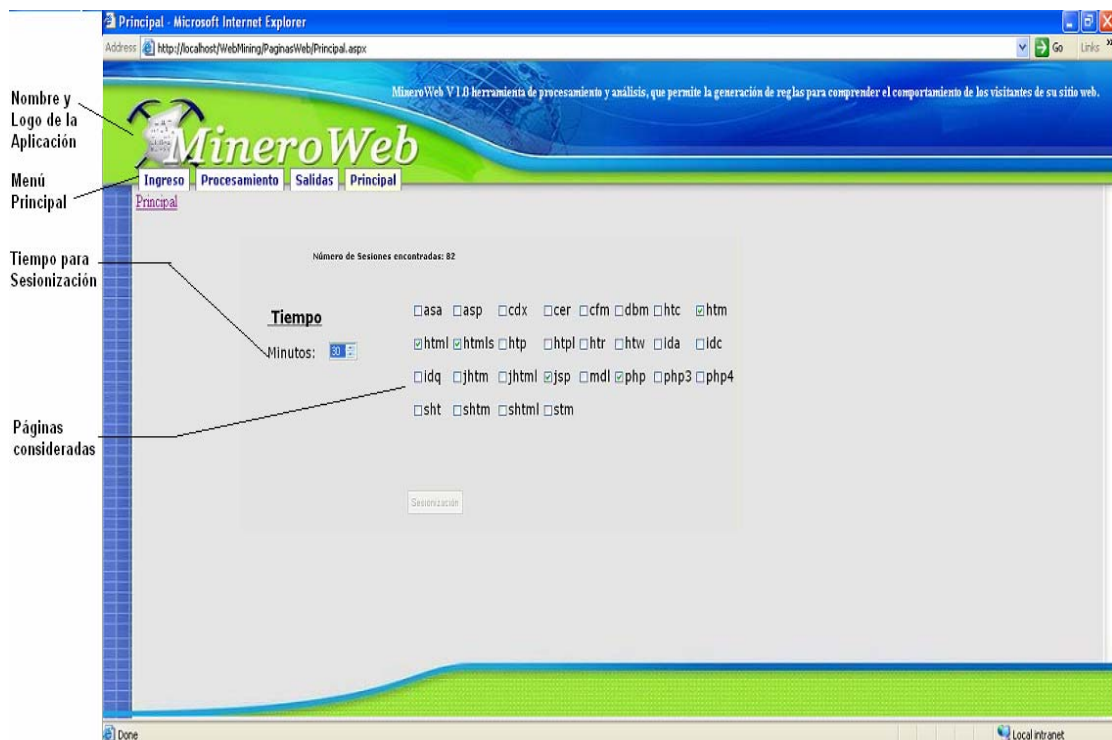 Principal - Microsoft Internet Explorer
Address http://localhost/WebMining/PaginasWeb/Principal.aspx Go Links »
MineroWeb V 1.0 herramienta de procesamiento y análisis, que permite la generación de reglas para comprender el comportamiento de los visitantes de su sitio web.
Nombre y
Logo de la
Aplicación
MineroWeb
Menú
Principal
Ingreso Procesamiento Salidas Principal
Principal
Tiempo para
Sesionización
Número de Sesiones encontradas: 82
Tiempo
Minutos: 30
asa asp cdx cer cfm dbm htc htm
html htmls htp htpl htr htw ida idc
idq jhtm jhtml jsp mdl php php3 php4
sht shtm shtml stm
Páginas
consideradas
Sesionización
Done Local intranet